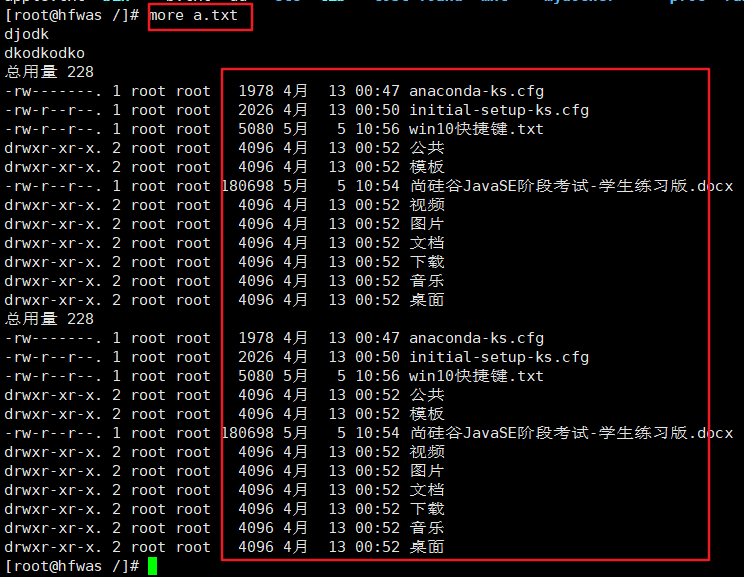 [root@hfwas /]# more a.txt
djodk
dkodkodko
总用量 228
-rw-------. 1 root root   1978 4月  13 00:47 anaconda-ks.cfg
-rw-r--r--. 1 root root   2026 4月  13 00:50 initial-setup-ks.cfg
-rw-r--r--. 1 root root   5080 5月   5 10:56 win10快捷键.txt
drwxr-xr-x. 2 root root   4096 4月  13 00:52 公共
drwxr-xr-x. 2 root root   4096 4月  13 00:52 模板
-rw-r--r--. 1 root root 180698 5月   5 10:54 尚硅谷JavaSE阶段考试-学生练习版.docx
drwxr-xr-x. 2 root root   4096 4月  13 00:52 视频
drwxr-xr-x. 2 root root   4096 4月  13 00:52 图片
drwxr-xr-x. 2 root root   4096 4月  13 00:52 文档
drwxr-xr-x. 2 root root   4096 4月  13 00:52 下载
drwxr-xr-x. 2 root root   4096 4月  13 00:52 音乐
drwxr-xr-x. 2 root root   4096 4月  13 00:52 桌面
总用量 228
-rw-------. 1 root root   1978 4月  13 00:47 anaconda-ks.cfg
-rw-r--r--. 1 root root   2026 4月  13 00:50 initial-setup-ks.cfg
-rw-r--r--. 1 root root   5080 5月   5 10:56 win10快捷键.txt
drwxr-xr-x. 2 root root   4096 4月  13 00:52 公共
drwxr-xr-x. 2 root root   4096 4月  13 00:52 模板
-rw-r--r--. 1 root root 180698 5月   5 10:54 尚硅谷JavaSE阶段考试-学生练习版.docx
drwxr-xr-x. 2 root root   4096 4月  13 00:52 视频
drwxr-xr-x. 2 root root   4096 4月  13 00:52 图片
drwxr-xr-x. 2 root root   4096 4月  13 00:52 文档
drwxr-xr-x. 2 root root   4096 4月  13 00:52 下载
drwxr-xr-x. 2 root root   4096 4月  13 00:52 音乐
drwxr-xr-x. 2 root root   4096 4月  13 00:52 桌面
[root@hfwas /]#